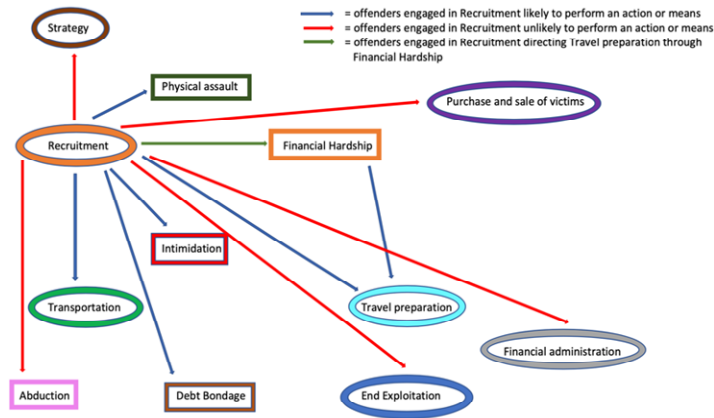 = offenders engaged in Recruitment likely to perform an action or means
= offenders engaged in Recruitment unlikely to perform an action or means
= offenders engaged in Recruitment directing Travel preparation through
Financial Hardship
Strategy
Physical assault
Purchase and sale of victims
Recruitment
Financial Hardship
Intimidation
Transportation
Travel preparation
Financial administration
Abduction
Debt Bondage
End Exploitation